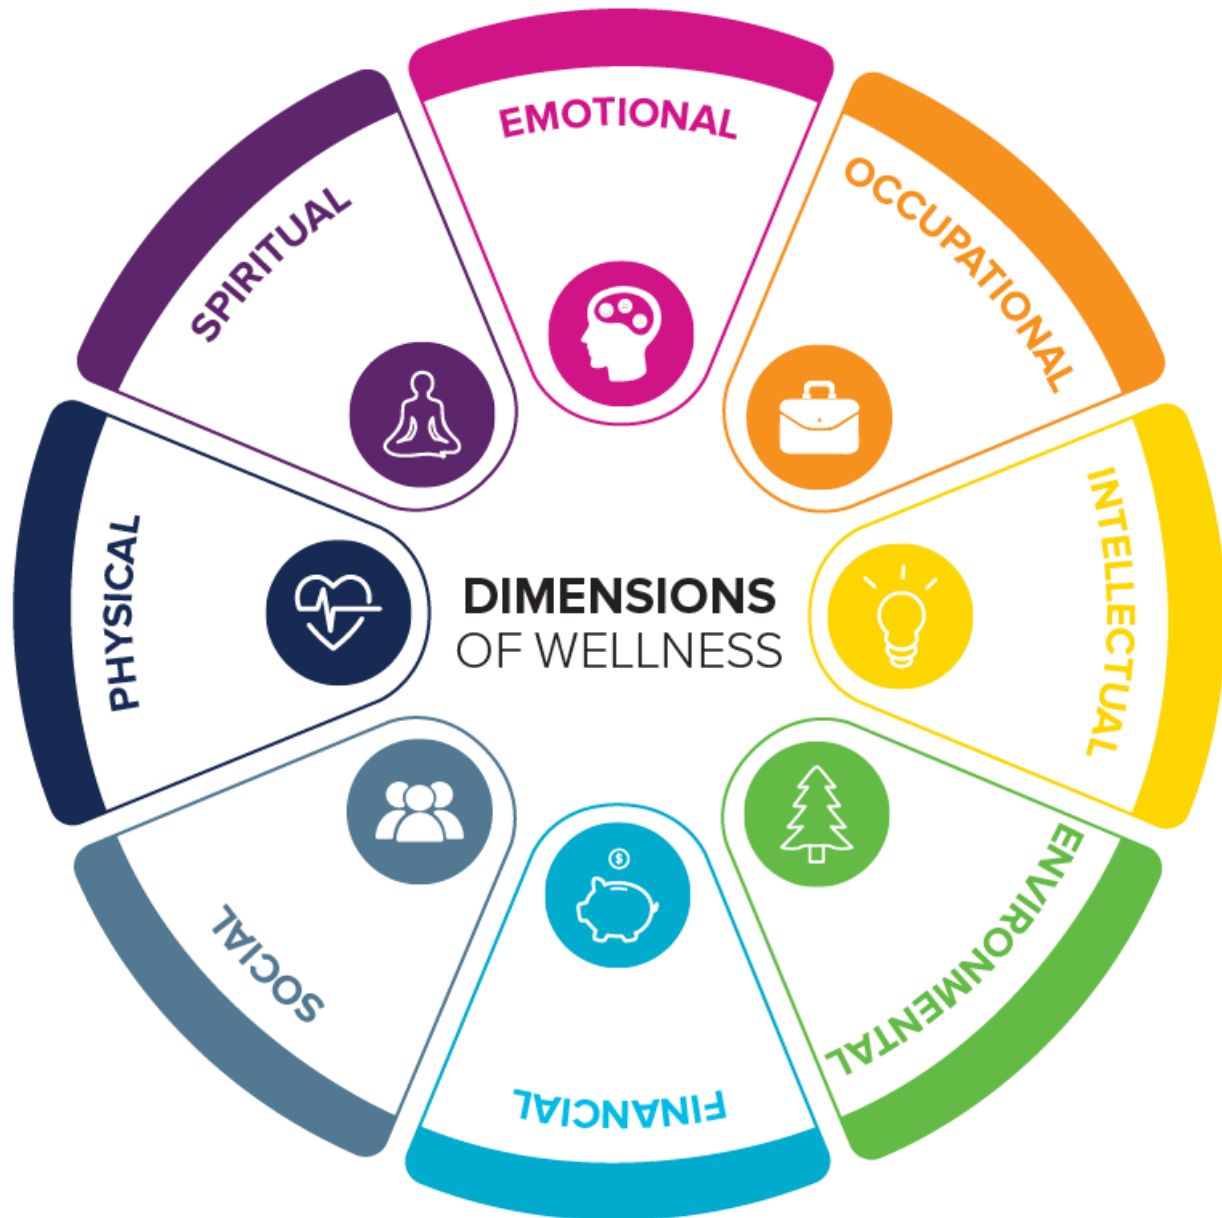 EMOTIONAL
OCCUPATIONAL
INTELLECTUAL
ENVIRONMENTAL
FINANCIAL
SOCIAL
PHYSICAL
SPIRITUAL
DIMENSIONS
OF WELLNESS
$